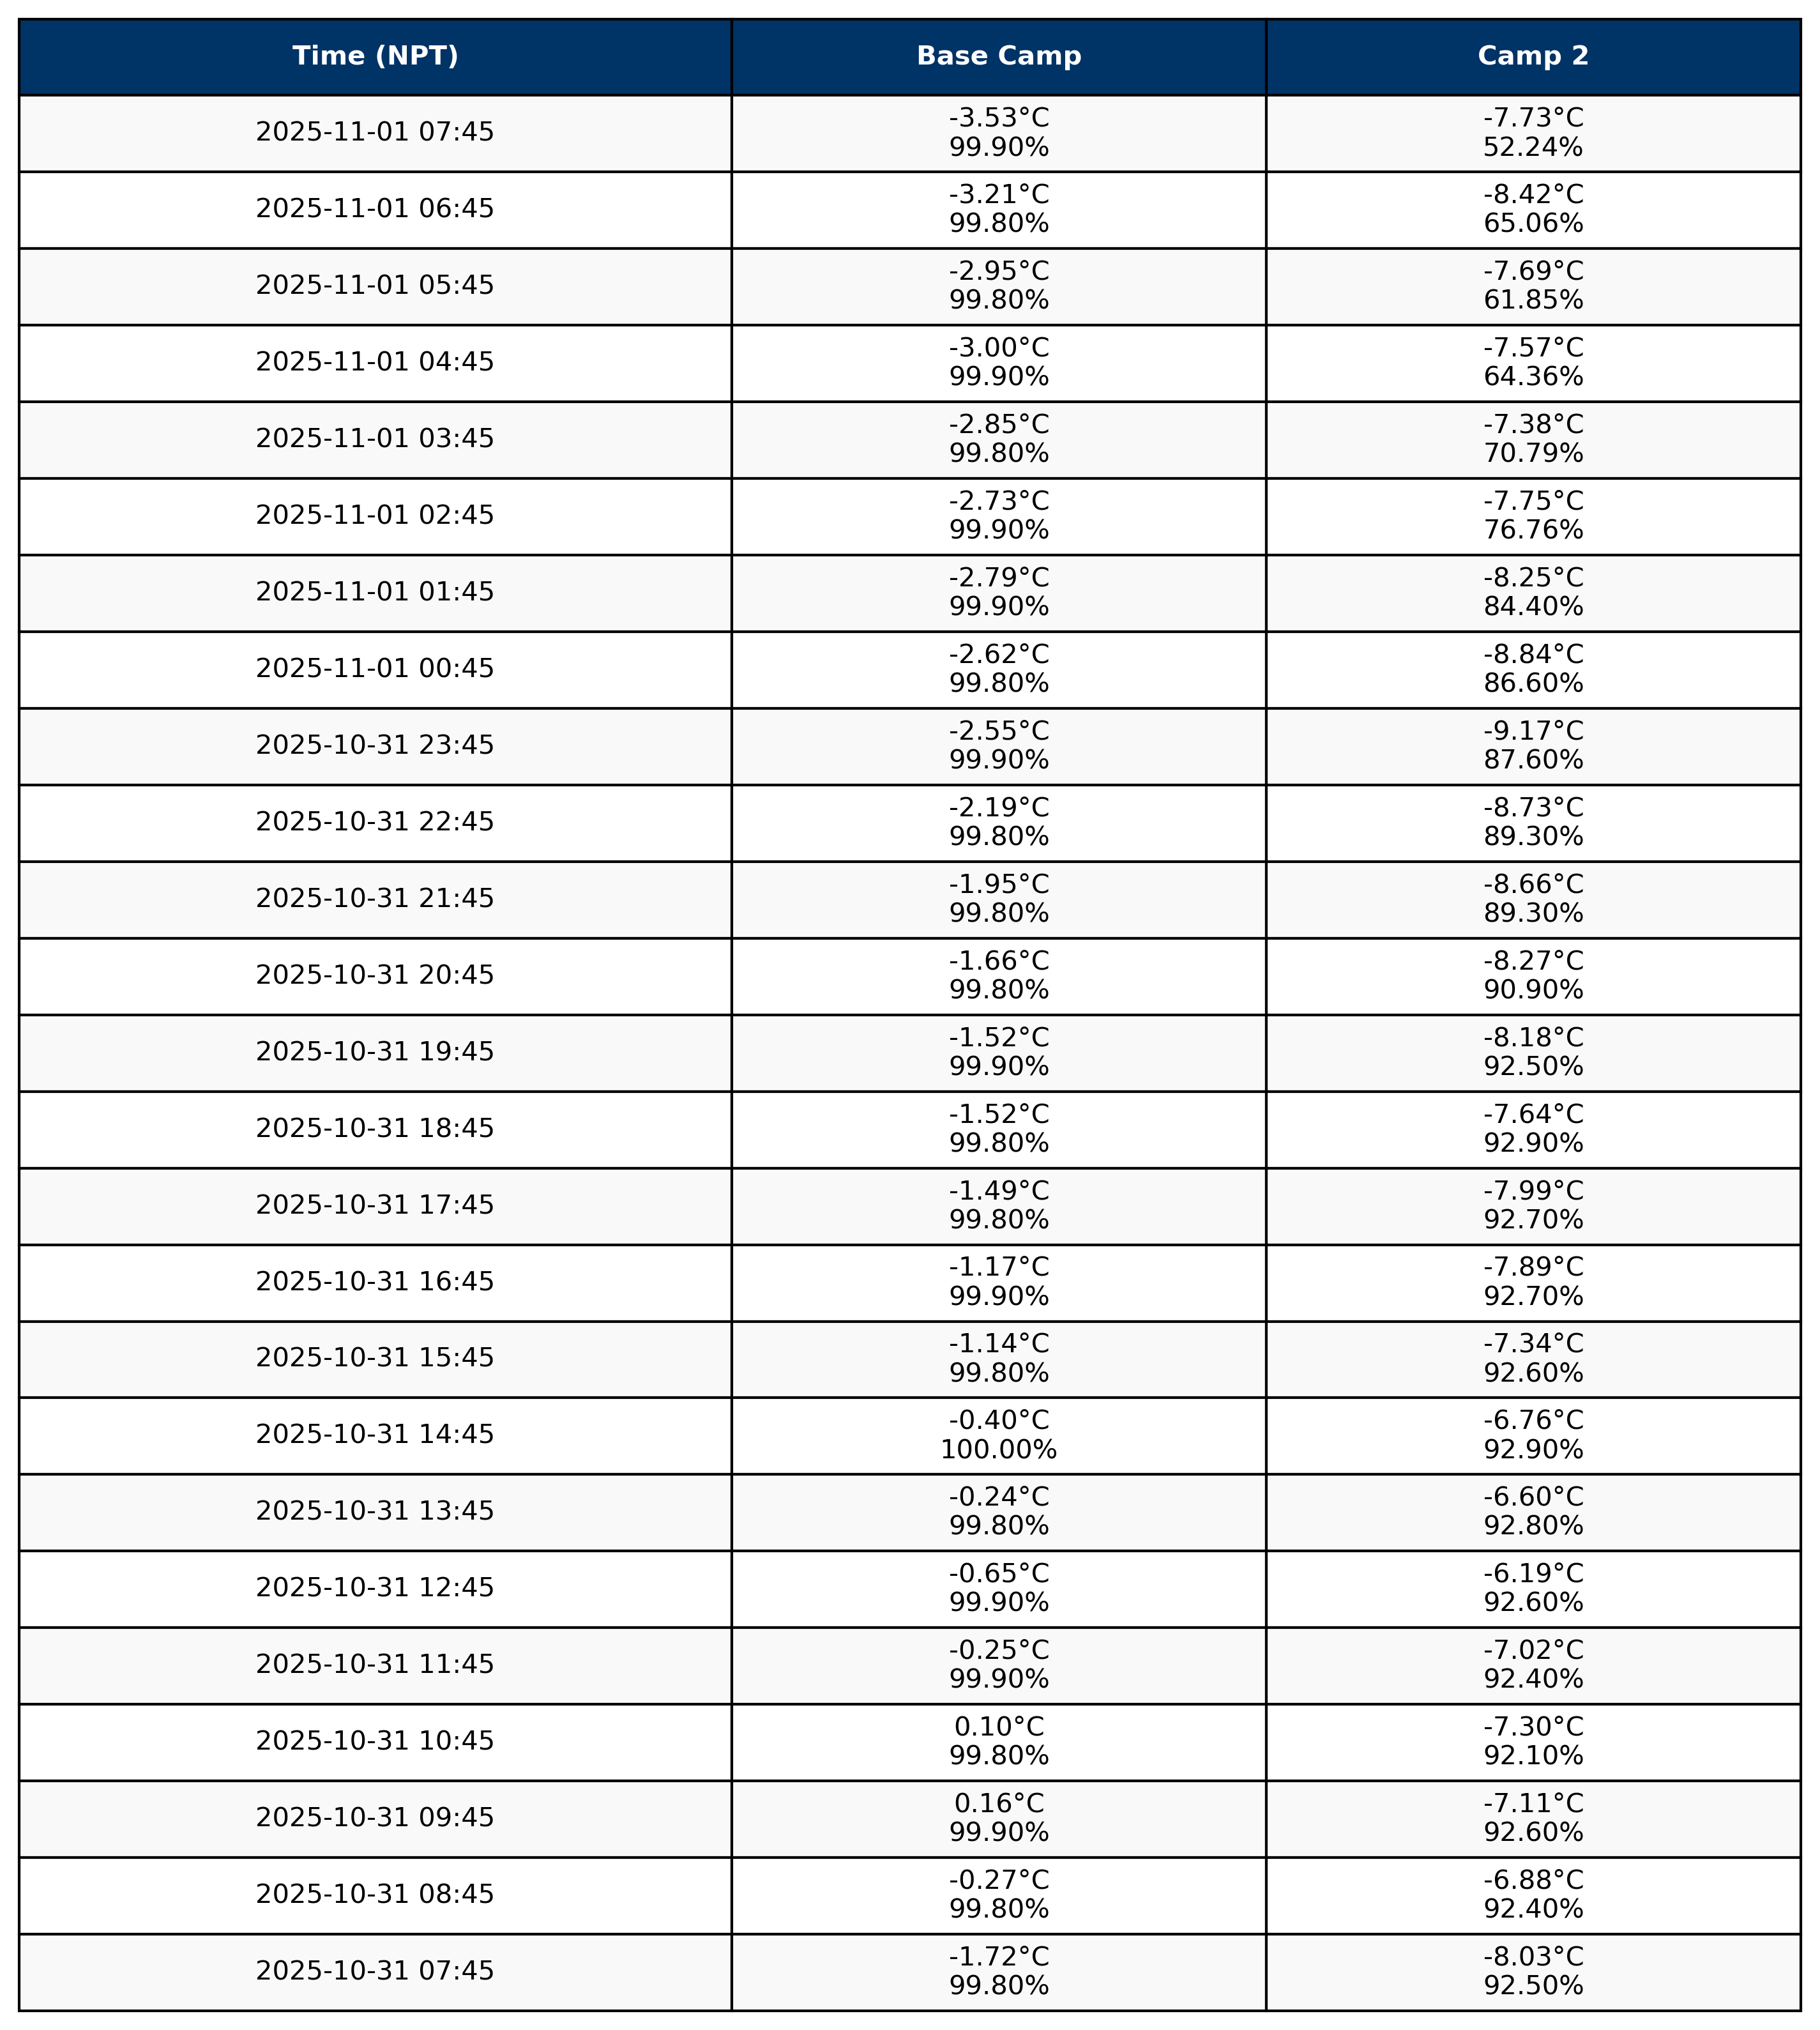 Time (NPT) Base Camp Camp 2
2025-11-01 07:45
-3.53°C
99.90%
-7.73°C
52.24%
2025-11-01 06:45
-3.21°C
99.80%
-8.42°C
65.06%
2025-11-01 05:45
-2.95°C
99.80%
-7.69°C
61.85%
2025-11-01 04:45
-3.00°C
99.90%
-7.57°C
64.36%
2025-11-01 03:45
-2.85°C
99.80%
-7.38°C
70.79%
2025-11-01 02:45
-2.73°C
99.90%
-7.75°C
76.76%
2025-11-01 01:45
-2.79°C
99.90%
-8.25°C
84.40%
2025-11-01 00:45
-2.62°C
99.80%
-8.84°C
86.60%
2025-10-31 23:45
-2.55°C
99.90%
-9.17°C
87.60%
2025-10-31 22:45
-2.19°C
99.80%
-8.73°C
89.30%
2025-10-31 21:45
-1.95°C
99.80%
-8.66°C
89.30%
2025-10-31 20:45
-1.66°C
99.80%
-8.27°C
90.90%
2025-10-31 19:45
-1.52°C
99.90%
-8.18°C
92.50%
2025-10-31 18:45
-1.52°C
99.80%
-7.64°C
92.90%
2025-10-31 17:45
-1.49°C
99.80%
-7.99°C
92.70%
2025-10-31 16:45
-1.17°C
99.90%
-7.89°C
92.70%
2025-10-31 15:45
-1.14°C
99.80%
-7.34°C
92.60%
2025-10-31 14:45
-0.40°C
100.00%
-6.76°C
92.90%
2025-10-31 13:45
-0.24°C
99.80%
-6.60°C
92.80%
2025-10-31 12:45
-0.65°C
99.90%
-6.19°C
92.60%
2025-10-31 11:45
-0.25°C
99.90%
-7.02°C
92.40%
2025-10-31 10:45
0.10°C
99.80%
-7.30°C
92.10%
2025-10-31 09:45
0.16°C
99.90%
-7.11°C
92.60%
2025-10-31 08:45
-0.27°C
99.80%
-6.88°C
92.40%
2025-10-31 07:45
-1.72°C
99.80%
-8.03°C
92.50%